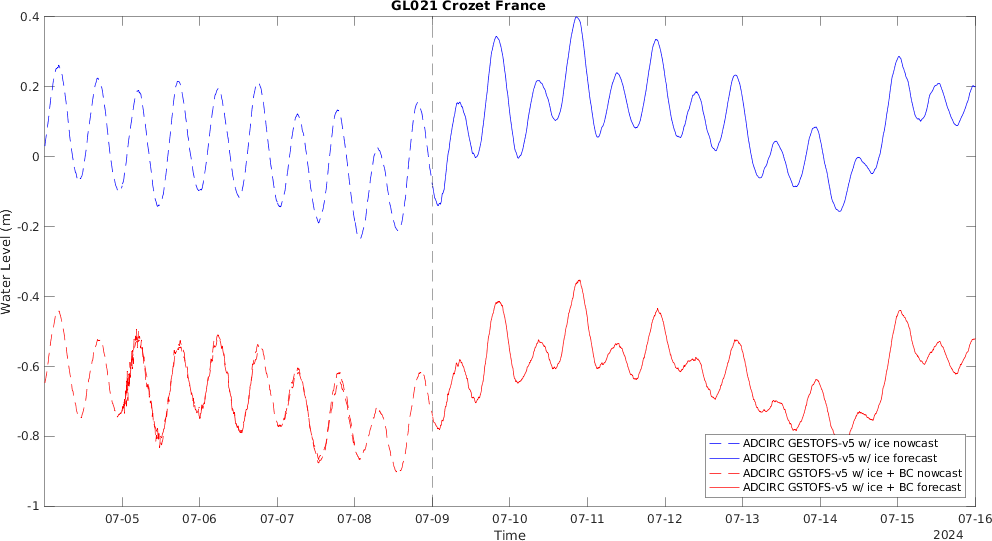 GL021 Crozet France
Water Level (m)
0.4
0.2
0
-0.2
-0.4
-0.6
-0.8
-1
ADCIRC GESTOFS-v5 w/ ice nowcast
ADCIRC GESTOFS-v5 w/ ice forecast
ADCIRC GSTOFS-v5 w/ ice + BC nowcast
ADCIRC GSTOFS-v5 w/ ice + BC forecast
07-05 07-06 07-07 07-08 07-09 07-10 07-11 07-12 07-13 07-14 07-15 07-16
Time
2024